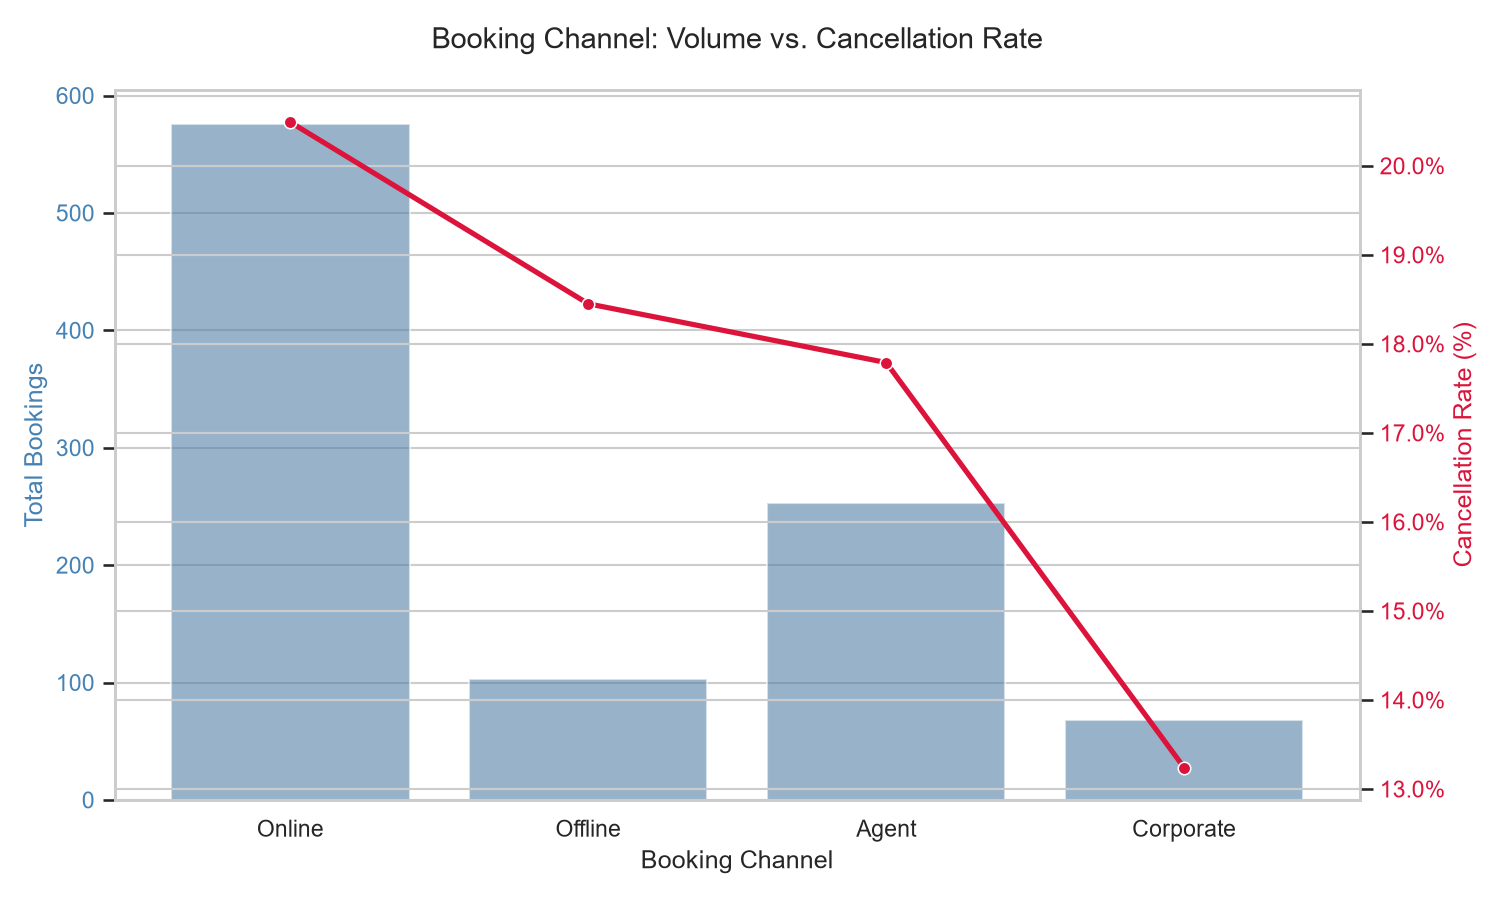 Booking Channel: Volume vs. Cancellation Rate
Total Bookings
600
500
400
300
200
100
0
20.0%
19.0%
18.0%
17.0%
16.0%
15.0%
14.0%
13.0%
Cancellation Rate (%)
Online
Offline
Agent
Corporate
Booking Channel